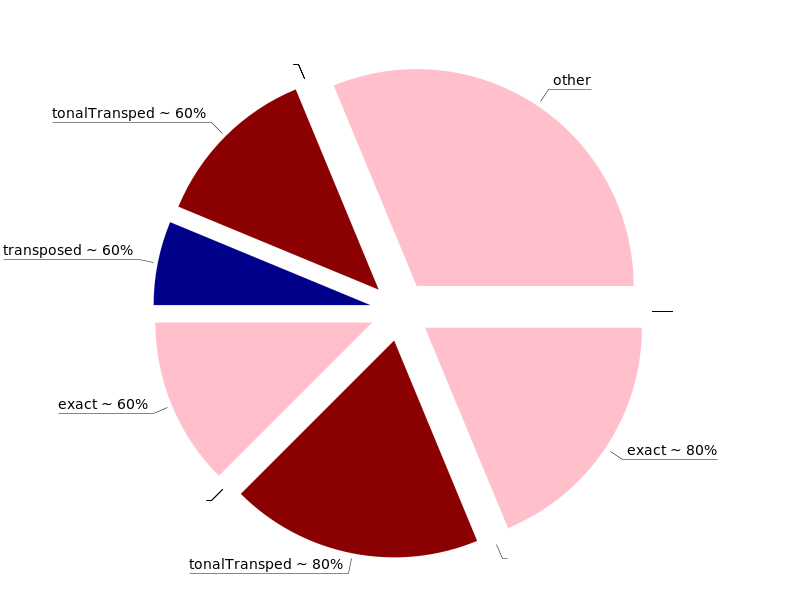 other
tonalTransped ~ 60%
transposed ~ 60%
exact ~ 60%
exact ~ 80%
tonalTransped ~ 80%